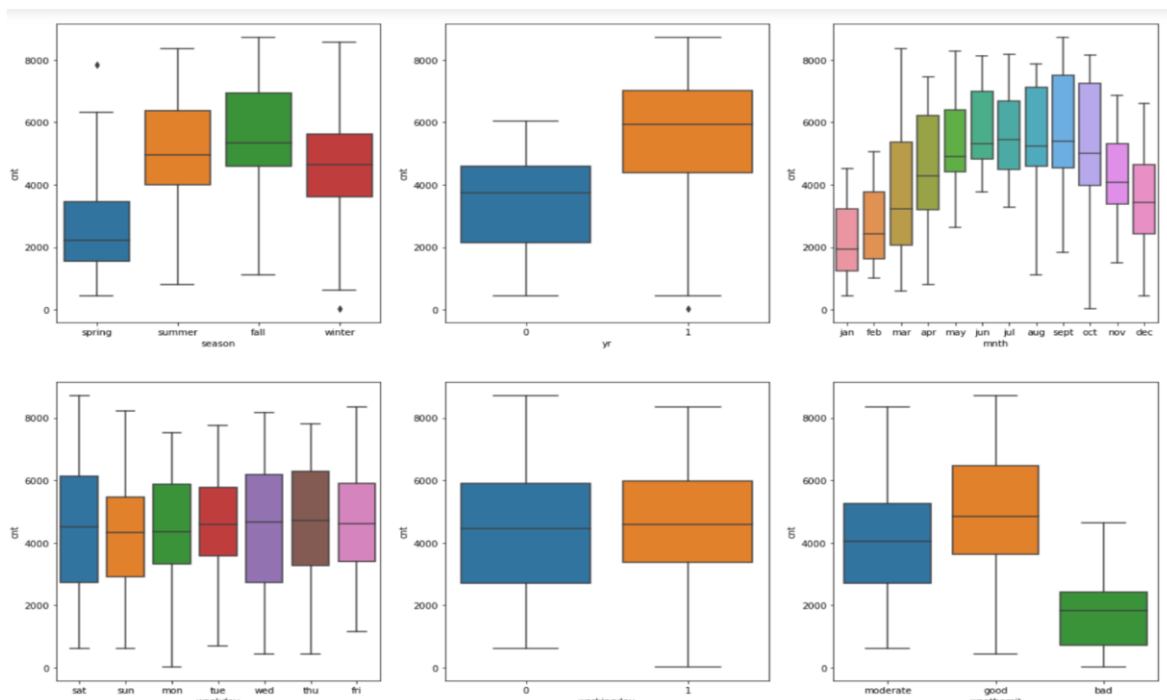 8000
6000
4000
2000
0
cnt
spring summer fall winter
season
8000
6000
4000
2000
0
cnt
0 1
yr
8000
6000
4000
2000
0
cnt
jan feb mar apr may jun jul aug sept oct nov dec
mnth
8000
6000
4000
2000
0
cnt
sat sun mon tue wed thu fri
8000
6000
4000
2000
0
cnt
0 1
8000
6000
4000
2000
0
cnt
moderate good bad